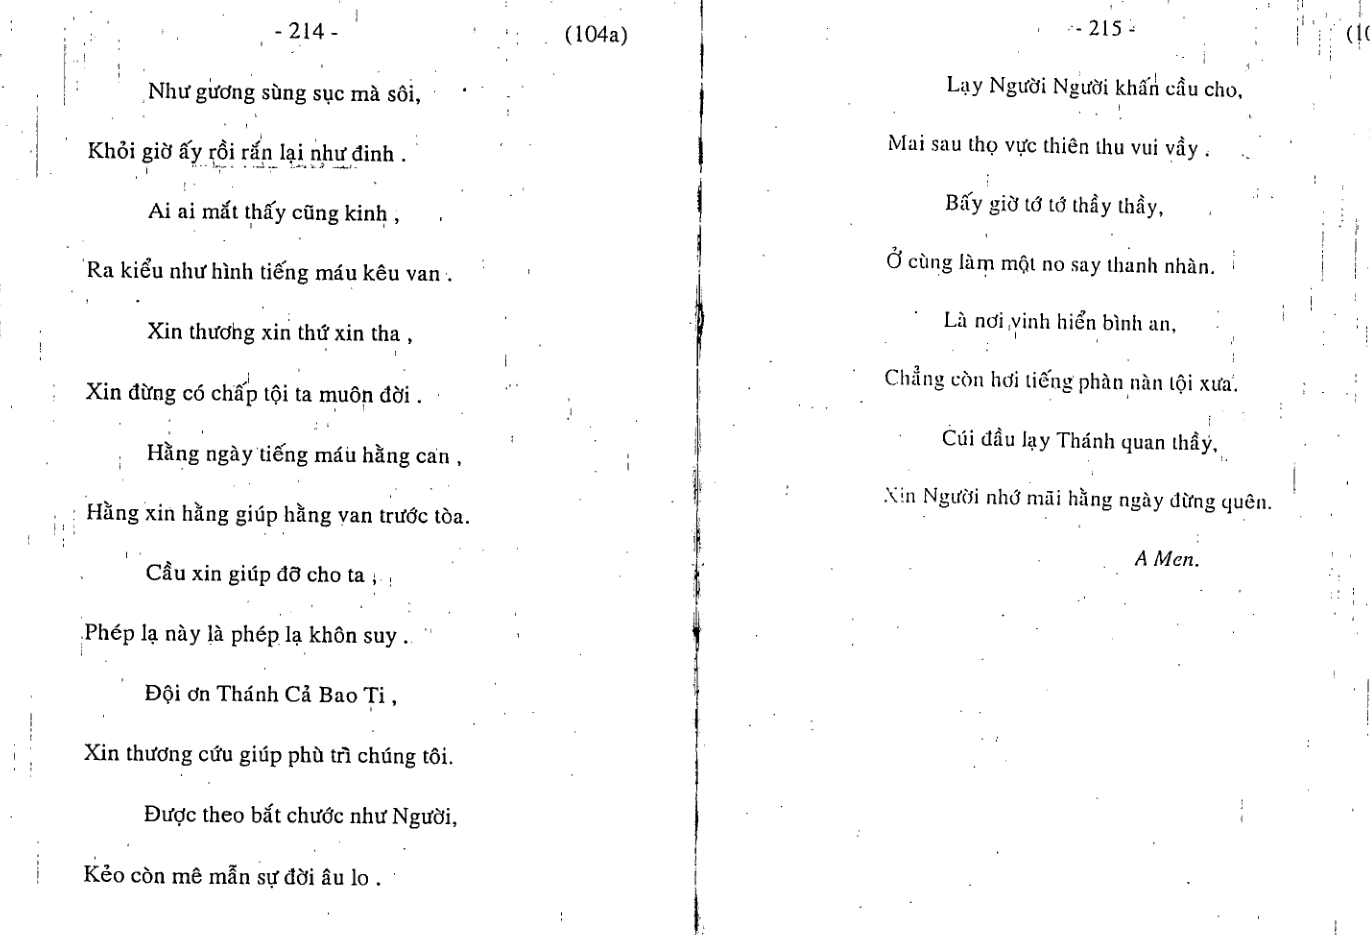 - 214 -
(104a)
Như gương sùng sục mà sôi,
Khỏi giờ ấy rồi rắn lại như đinh .
Ai ai mắt thấy cũng kinh ,
Ra kiểu như hình tiếng máu kêu van .
Xin thương xin thứ xin tha ,
Xin đừng có chấp tội ta muôn đời .
Hằng ngày tiếng máu hằng can ,
Hằng xin hằng giúp hằng van trước tòa.
Cầu xin giúp đỡ cho ta ,
Phép lạ này là phép lạ khôn suy .
Đội ơn Thánh Cả Bao Ti ,
Xin thương cứu giúp phù trì chúng tôi.
Được theo bắt chước như Người,
Kẻo còn mê mẫn sự đời âu lo .
- 215 -
(10
Lạy Người Người khấn cầu cho,
Mai sau thọ vực thiên thu vui vầy .
Bấy giờ tớ tớ thầy thầy,
Ở cùng làm một no say thanh nhàn.
Là nơi vinh hiển bình an,
Chẳng còn hơi tiếng phàn nàn tội xưa.
Cúi đầu lạy Thánh quan thầy,
Xin Người nhớ mãi hằng ngày đừng quên.
A Men.